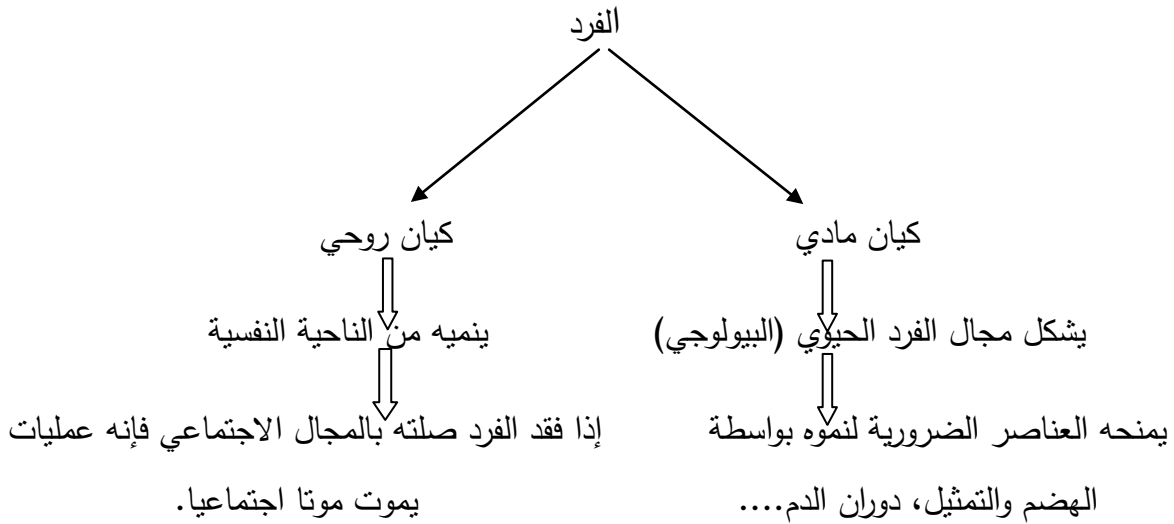 الفرد
كيان مادي
كيان روحي
يشكل مجال الفرد الحيوي (البيولوجي)
ينميه من الناحية النفسية
يمنحه العناصر الضرورية لنموه بواسطة
إذا فقد الفرد صلته بالمجال الاجتماعي فإنه عمليات
الهضم والتمثيل، دوران الدم....
يموت موتا اجتماعيا.